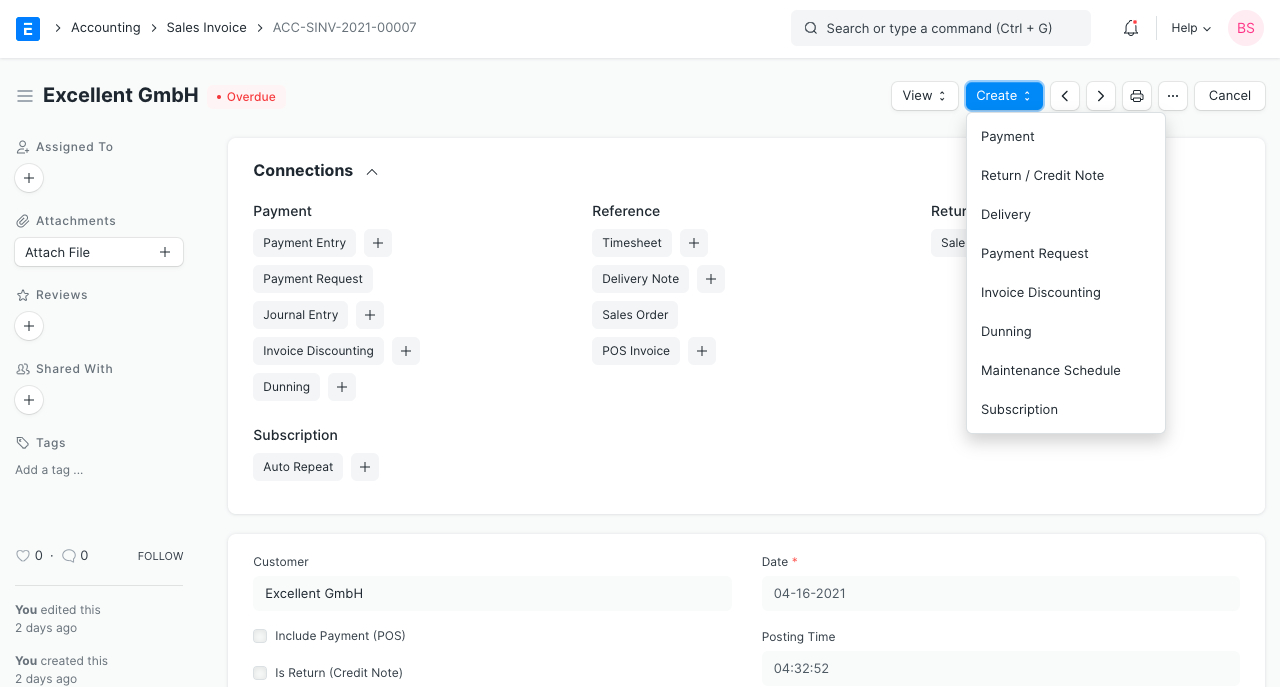 E
Accounting
Sales Invoice
ACC-SINV-2021-00007
Search or type a command (Ctrl + G)
Help
BS
Excellent GmbH
• Overdue
View
Create
...
Cancel
Payment
Return / Credit Note
Delivery
Payment Request
Invoice Discounting
Dunning
Maintenance Schedule
Subscription
Assigned To
Attachments
Attach File
Reviews
Shared With
Tags
Add a tag ...
0 · 0
FOLLOW
You edited this
2 days ago
You created this
2 days ago
Connections
Payment
Payment Entry
Payment Request
Journal Entry
Invoice Discounting
Dunning
Reference
Timesheet
Delivery Note
Sales Order
POS Invoice
Retur
Sale
Subscription
Auto Repeat
Customer
Excellent GmbH
Include Payment (POS)
Is Return (Credit Note)
Date *
04-16-2021
Posting Time
04:32:52